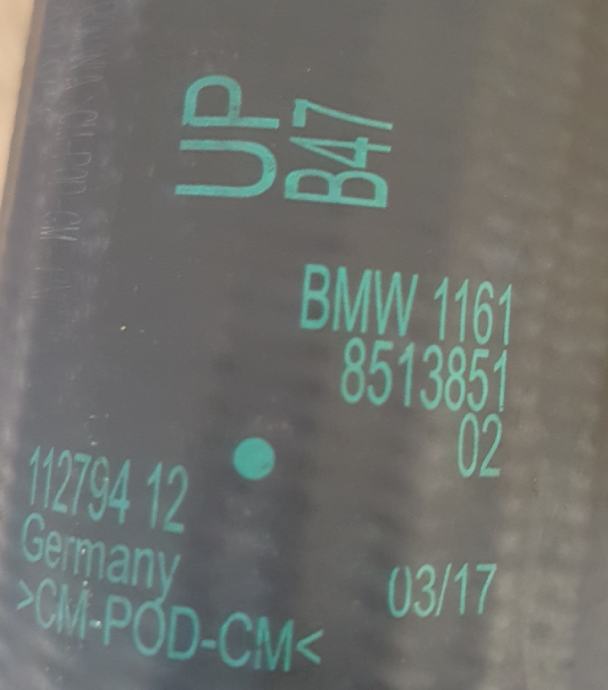 UP
B47
BMW 1161
8513851
02
112794 12
Germany
03/17
>CM-POD-CM<